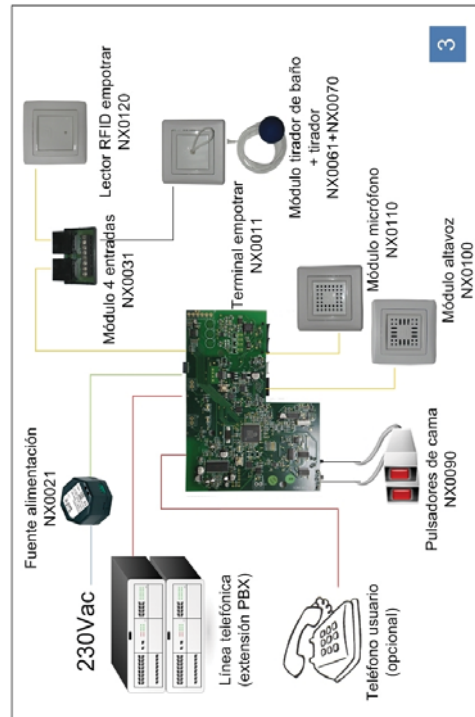 3
230Vac
Fuente alimentación
NX0021
Módulo 4 entradas
NX0031
Lector RFID empotrar
NX0120
Línea telefónica
(extensión PBX)
Terminal empotrar
NX0011
Módulo tirador de baño
+ tirador
NX0061+NX0070
Teléfono usuario
(opcional)
Pulsadores de cama
NX0090
Módulo micrófono
NX0110
Módulo altavoz
NX0100